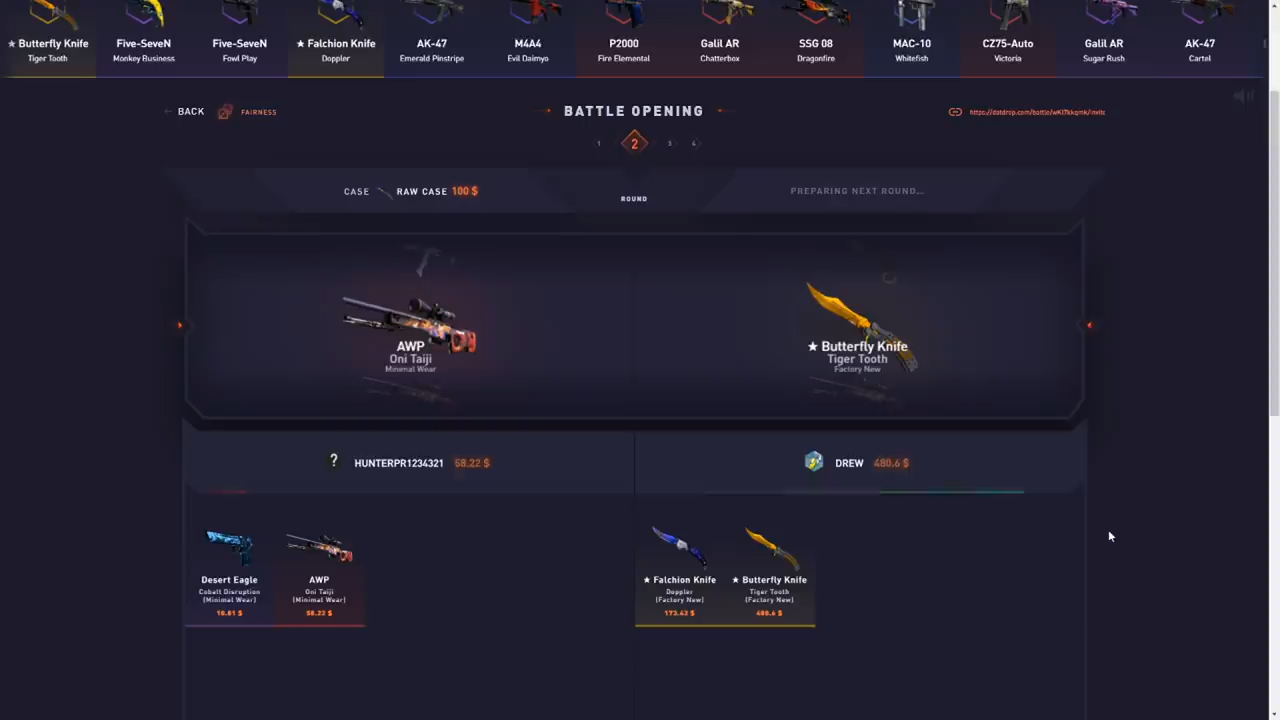 ★ Butterfly Knife
Tiger Tooth
Five-SeveN
Monkey Business
Five-SeveN
Fowl Play
★ Falchion Knife
Doppler
AK-47
Emerald Pinstripe
M4A4
Evil Daimyo
P2000
Fire Elemental
Galil AR
Chatterbox
SSG 08
Dragonfire
MAC-10
Whitefish
CZ75-Auto
Victoria
Galil AR
Sugar Rush
AK-47
Cartel
← BACK
FAIRNESS
BATTLE OPENING
1 2 3 4
CASE RAW CASE 100 $
ROUND
PREPARING NEXT ROUND...
AWP
Oni Taiji
Minimal Wear
★ Butterfly Knife
Tiger Tooth
Factory New
? HUNTERPR1234321 58.22 $
DREW 480.6 $
Desert Eagle
Cobalt Disruption
(Minimal Wear)
AWP
Oni Taiji
(Minimal Wear)
58.22 $
★ Falchion Knife
Doppler
(Factory New)
173.42 $
★ Butterfly Knife
Tiger Tooth
(Factory New)
480.6 $